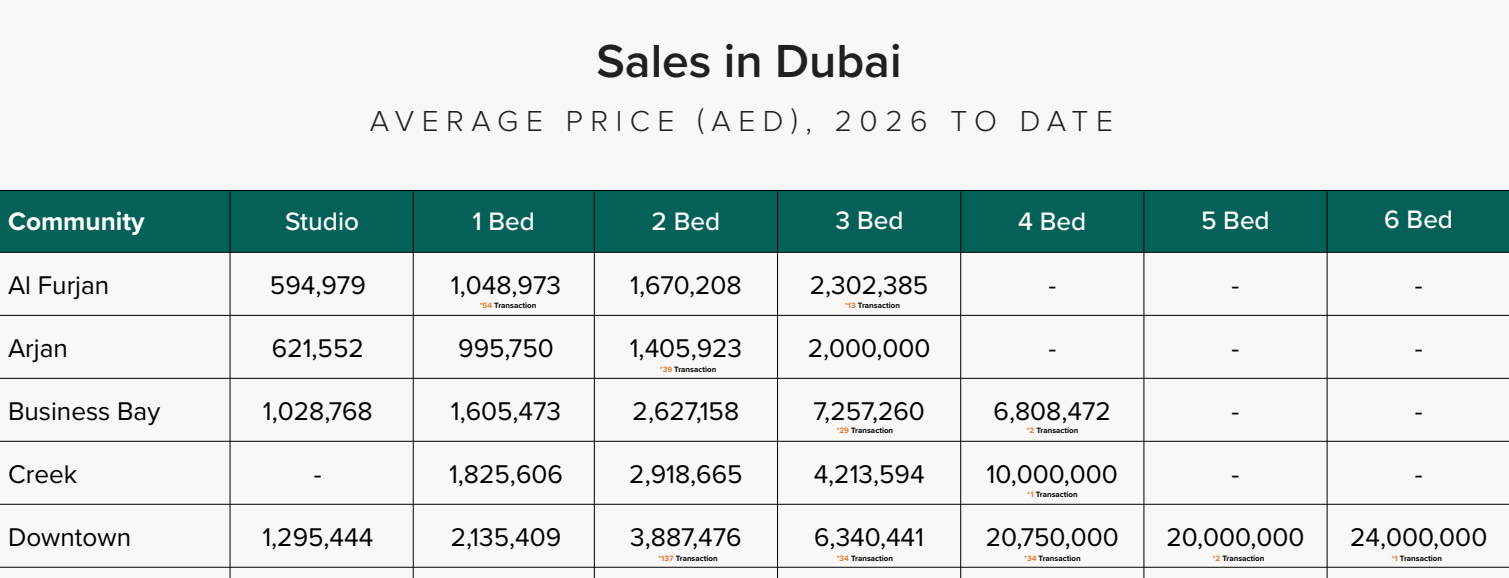 Sales in Dubai
AVERAGE PRICE (AED), 2026 TO DATE
Community Studio 1 Bed 2 Bed 3 Bed 4 Bed 5 Bed 6 Bed
Al Furjan 594,979 1,048,973 1,670,208 2,302,385 - - -
*54 Transaction *13 Transaction
Arjan 621,552 995,750 1,405,923 2,000,000 - - -
*39 Transaction
Business Bay 1,028,768 1,605,473 2,627,158 7,257,260 6,808,472 - -
*29 Transaction *2 Transaction
Creek - 1,825,606 2,918,665 4,213,594 10,000,000 - -
*1 Transaction
Downtown 1,295,444 2,135,409 3,887,476 6,340,441 20,750,000 20,000,000 24,000,000
*137 Transaction *34 Transaction *34 Transaction *2 Transaction *1 Transaction